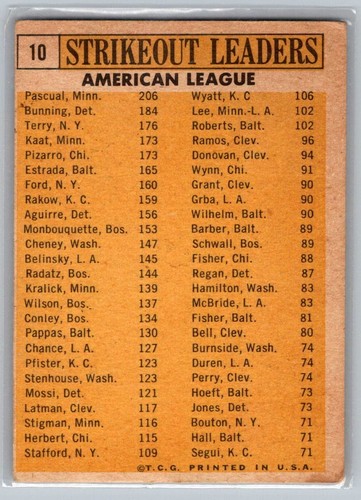 10 STRIKEOUT LEADERS
AMERICAN LEAGUE
Pascual, Minn. 206 Wyatt, K. C 106
Bunning, Det. 184 Lee, Minn.-L. A. 102
Terry, N. Y. 176 Roberts, Balt. 102
Kaat, Minn. 173 Ramos, Clev. 96
Pizarro, Chi. 173 Donovan, Clev. 94
Estrada, Balt. 165 Wynn, Chi. 91
Ford, N. Y. 160 Grant, Clev. 90
Rakow, K. C. 159 Grba, L. A. 90
Aguirre, Det. 156 Wilhelm, Balt. 90
Monbouquette, Bos. 153 Barber, Balt. 89
Cheney, Wash. 147 Schwall, Bos. 89
Belinsky, L. A. 145 Fisher, Chi. 88
Radatz, Bos. 144 Regan, Det. 87
Kralick, Minn. 139 Hamilton, Wash. 83
Wilson, Bos. 137 McBride, L. A. 83
Conley, Bos. 134 Fisher, Balt. 81
Pappas, Balt. 130 Bell, Clev. 80
Chance, L. A. 127 Burnside, Wash. 74
Pfister, K. C. 123 Duren, L. A. 74
Stenhouse, Wash. 123 Perry, Clev. 74
Mossi, Det. 121 Hoeft, Balt. 73
Latman, Clev. 117 Jones, Det. 73
Stigman, Minn. 116 Bouton, N. Y. 71
Herbert, Chi. 115 Hall, Balt. 71
Stafford, N. Y. 109 Segui, K. C. 71
©T.C.G. PRINTED IN U.S.A.